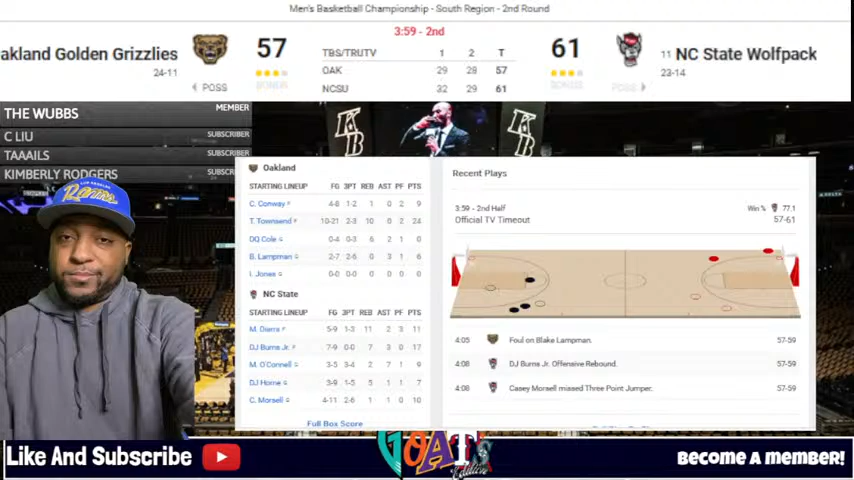 Men's Basketball Championship - South Region - 2nd Round
3:59 - 2nd
akland Golden Grizzlies
24-11
57
POSS
BONUS
TBS/TRUTV 1 2 T
OAK 29 28 57
NCSU 32 29 61
61
BONUS
11 NC State Wolfpack
23-14
POSS
THE WUBBS MEMBER
C LIU SUBSCRIBER
TAAAILS SUBSCRIBER
KIMBERLY RODGERS SUBSC
KB
KB
Rams
Oakland
STARTING LINEUP FG 3PT REB AST PF PTS
C. Conway F 4-8 1-2 1 0 2 9
T. Townsend F 10-21 2-3 10 0 2 24
DQ Cole G 0-4 0-3 6 2 1 0
B. Lampman G 2-7 2-6 0 3 1 6
I. Jones G 0-0 0-0 0 0 0 0
NC State
STARTING LINEUP FG 3PT REB AST PF PTS
M. Diarra F 5-9 1-3 11 2 3 11
DJ Burns Jr. F 7-9 0-0 7 3 0 17
M. O'Connell G 3-5 3-4 2 7 1 9
DJ Horne G 3-9 1-5 5 1 1 7
C. Morsell G 4-11 2-6 1 1 0 10
Full Box Score
Recent Plays
3:59 - 2nd Half
Official TV Timeout
Win % 77.1
57-61
4:05 Foul on Blake Lampman. 57-59
4:08 DJ Burns Jr. Offensive Rebound. 57-59
4:08 Casey Morsell missed Three Point Jumper. 57-59
Like And Subscribe
GOATS
Become a member!